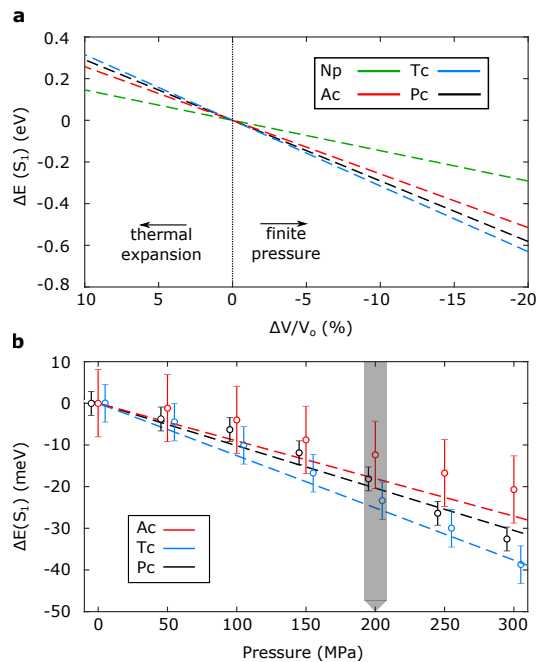 a
0.4
0.2
0
-0.2
-0.4
-0.6
-0.8
ΔE (S₁) (eV)
Np Tc
Ac Pc
thermal expansion
finite pressure
10 5 0 -5 -10 -15 -20
ΔV/Vₒ (%)
b
10
0
-10
-20
-30
-40
-50
ΔE(S₁) (meV)
Ac
Tc
Pc
0 50 100 150 200 250 300
Pressure (MPa)